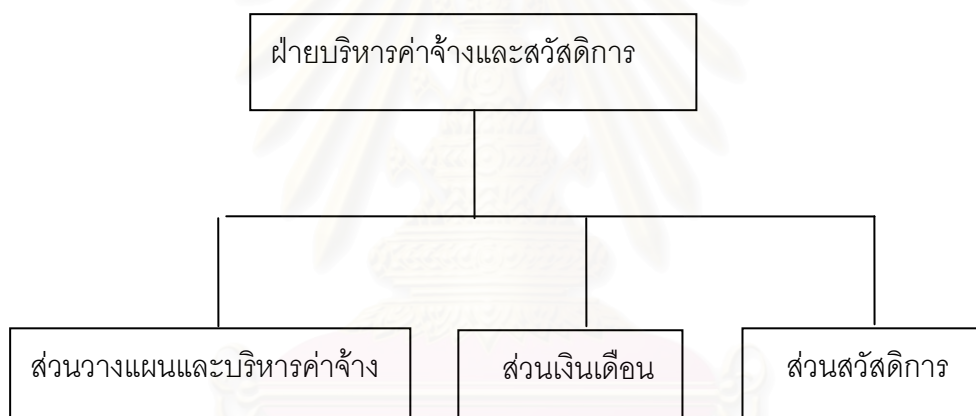 ฝ่ายบริหารค่าจ้างและสวัสดิการ
ส่วนวางแผนและบริหารค่าจ้าง
ส่วนเงินเดือน
ส่วนสวัสดิการ